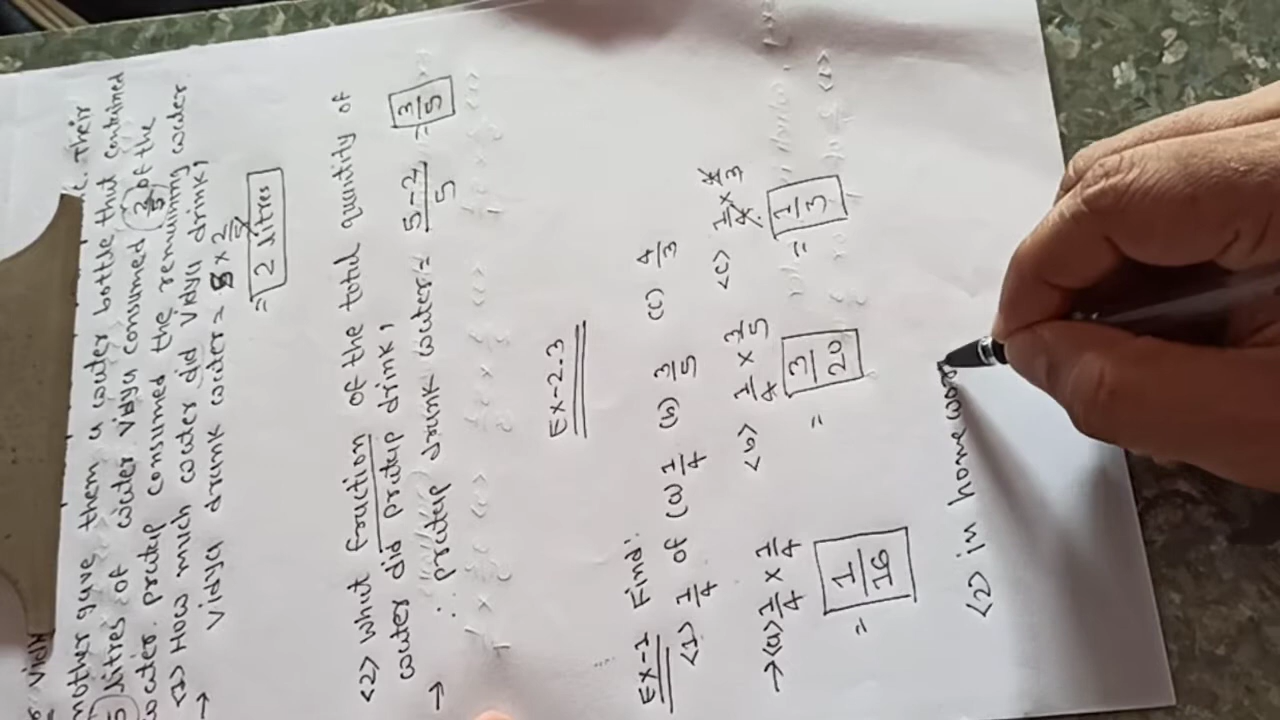 mother gave them a water bottle that contained
5 litres of water. Vidya consumed 2/5 of the
water. pratap consumed the remaining water.
<1> How much water did Vidya drink,
→ Vidya drank water = 5 × 2/5
= 2 litres
<2> What fraction of the total quantity of
water did pratap drink,
→ ∴ pratap drank water = 5-2/5 = 3/5
Ex-2.3
Ex-1 Find:
<1> 1/4 of (a) 1/4 (b) 3/5 (c) 4/3
→ <a> 1/4 × 1/4 <b> 1/4 × 3/5 <c> 1/4 × 4/3
= 1/16 = 3/20 = 1/3
<2> in home